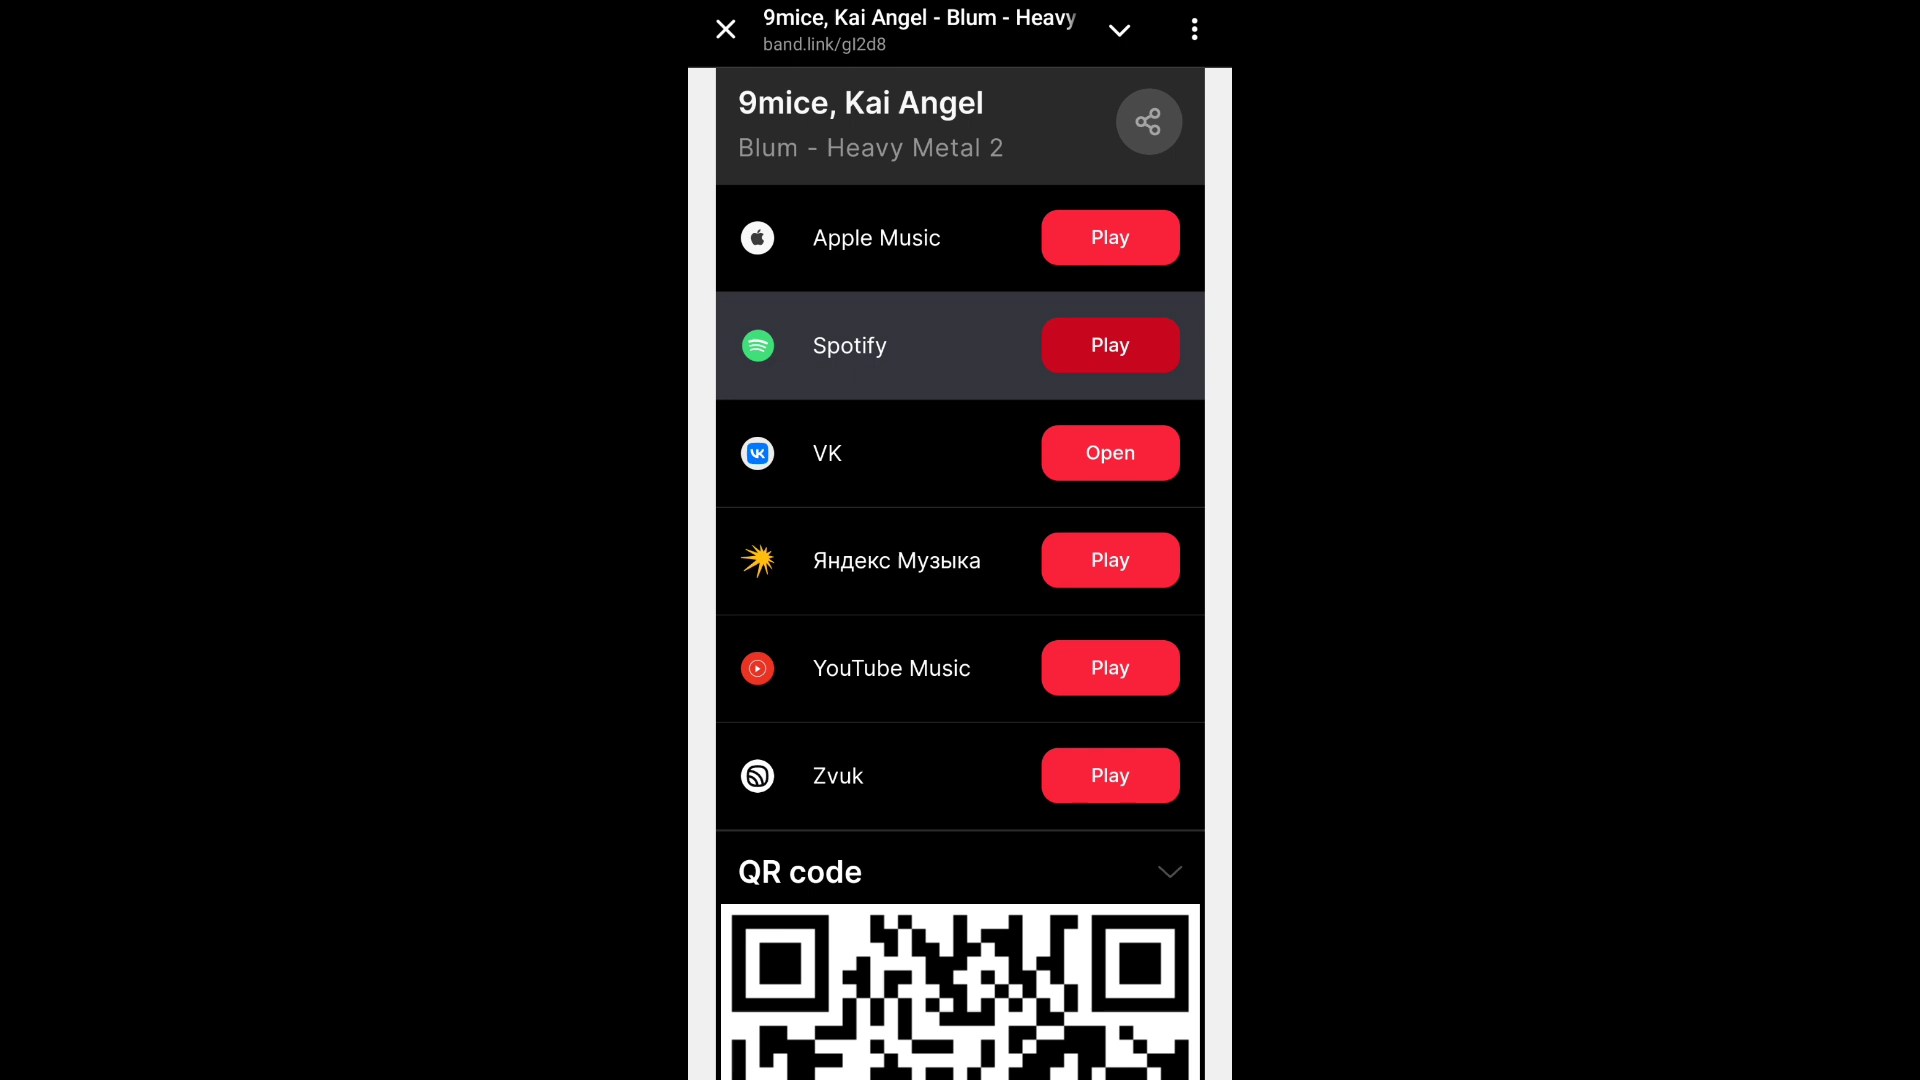 9mice, Kai Angel - Blum - Heavy
band.link/gl2d8
9mice, Kai Angel
Blum - Heavy Metal 2
Apple Music
Play
Spotify
Play
VK
Open
Яндекс Музыка
Play
YouTube Music
Play
Zvuk
Play
QR code